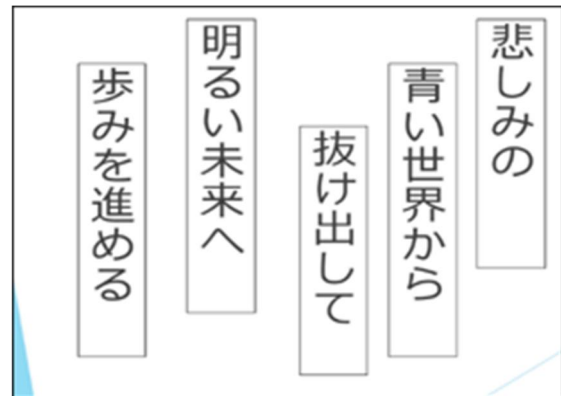 悲しみの
青い世界から
抜け出して
明るい未来へ
歩みを進める